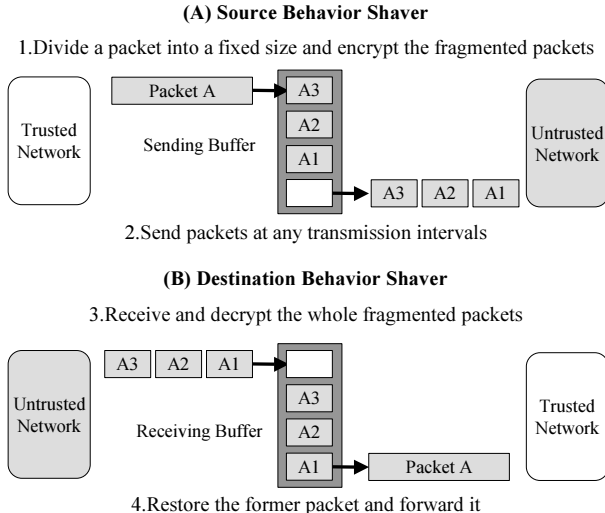 (A) Source Behavior Shaver
1.Divide a packet into a fixed size and encrypt the fragmented packets
Packet A
A3
Trusted
Network
Sending Buffer
A2
A1
Untrusted
Network
A3 A2 A1
2.Send packets at any transmission intervals
(B) Destination Behavior Shaver
3.Receive and decrypt the whole fragmented packets
A3 A2 A1
Untrusted
Network
Receiving Buffer
A3
A2
A1
Packet A
Trusted
Network
4.Restore the former packet and forward it